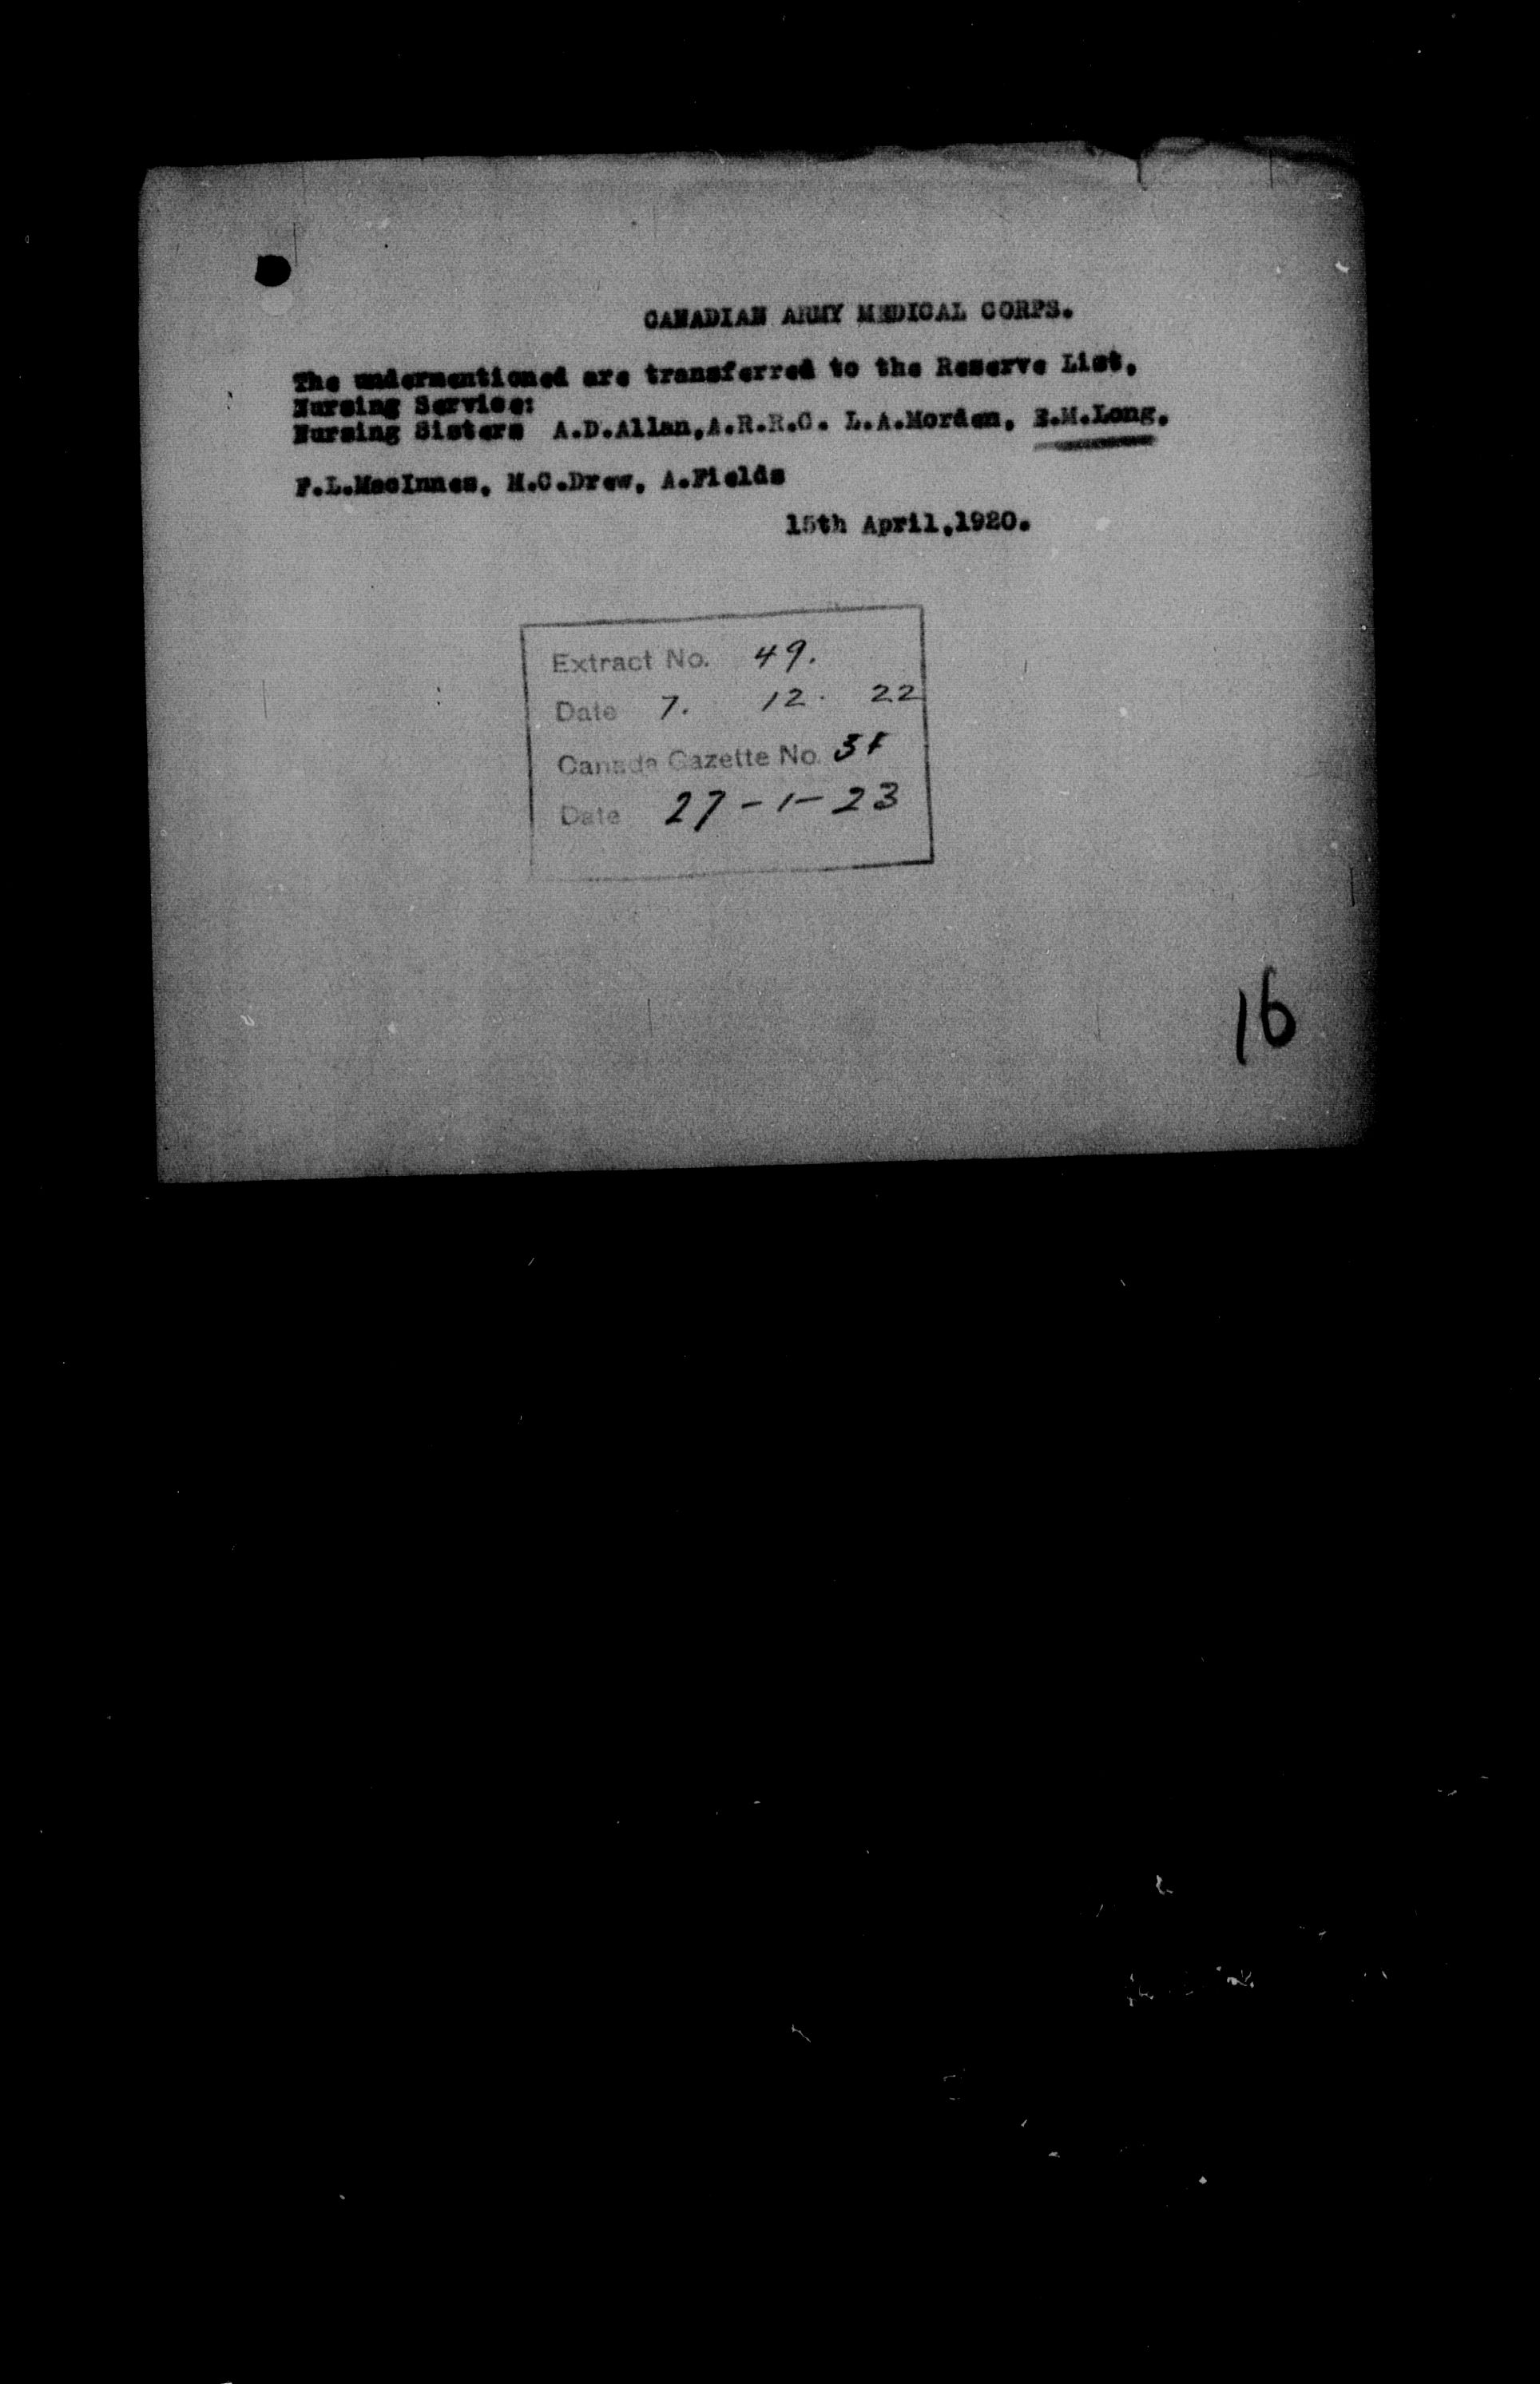 CANADIAN ARMY MEDICAL CORPS.
The undermentioned are transferred to the Reserve List,
Nursing Service:
Nursing Sisters A.D.Allan,A.R.R.C. L.A.Morden, E.M.Long,
F.L.MacInnes, M.C.Drew, A.Fields
15th April,1920.
Extract No. 49.
Date 7. 12. 22
Canada Gazette No.
Date 27-1-23
16